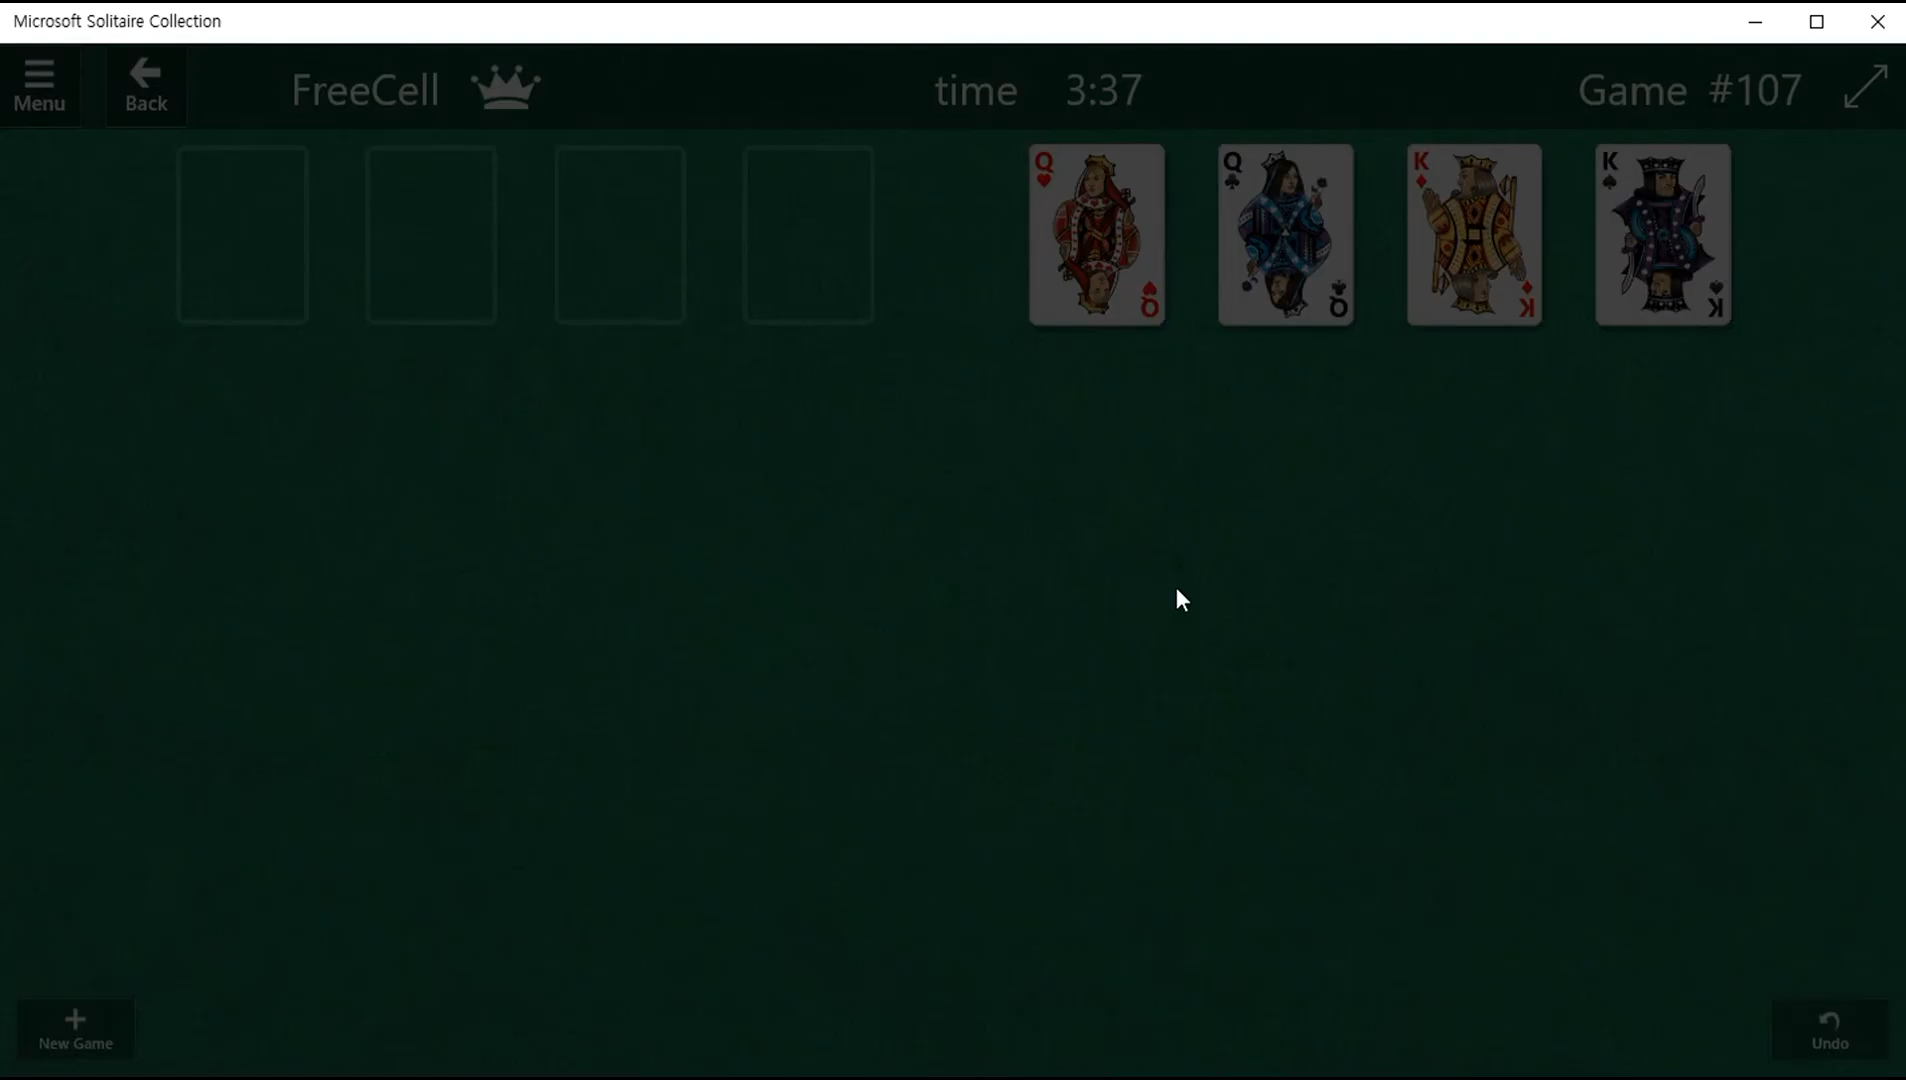 Microsoft Solitaire Collection
Menu
Back
FreeCell
time 3:37
Game #107
Q Q
Q Q
K K
K K
New Game
Undo